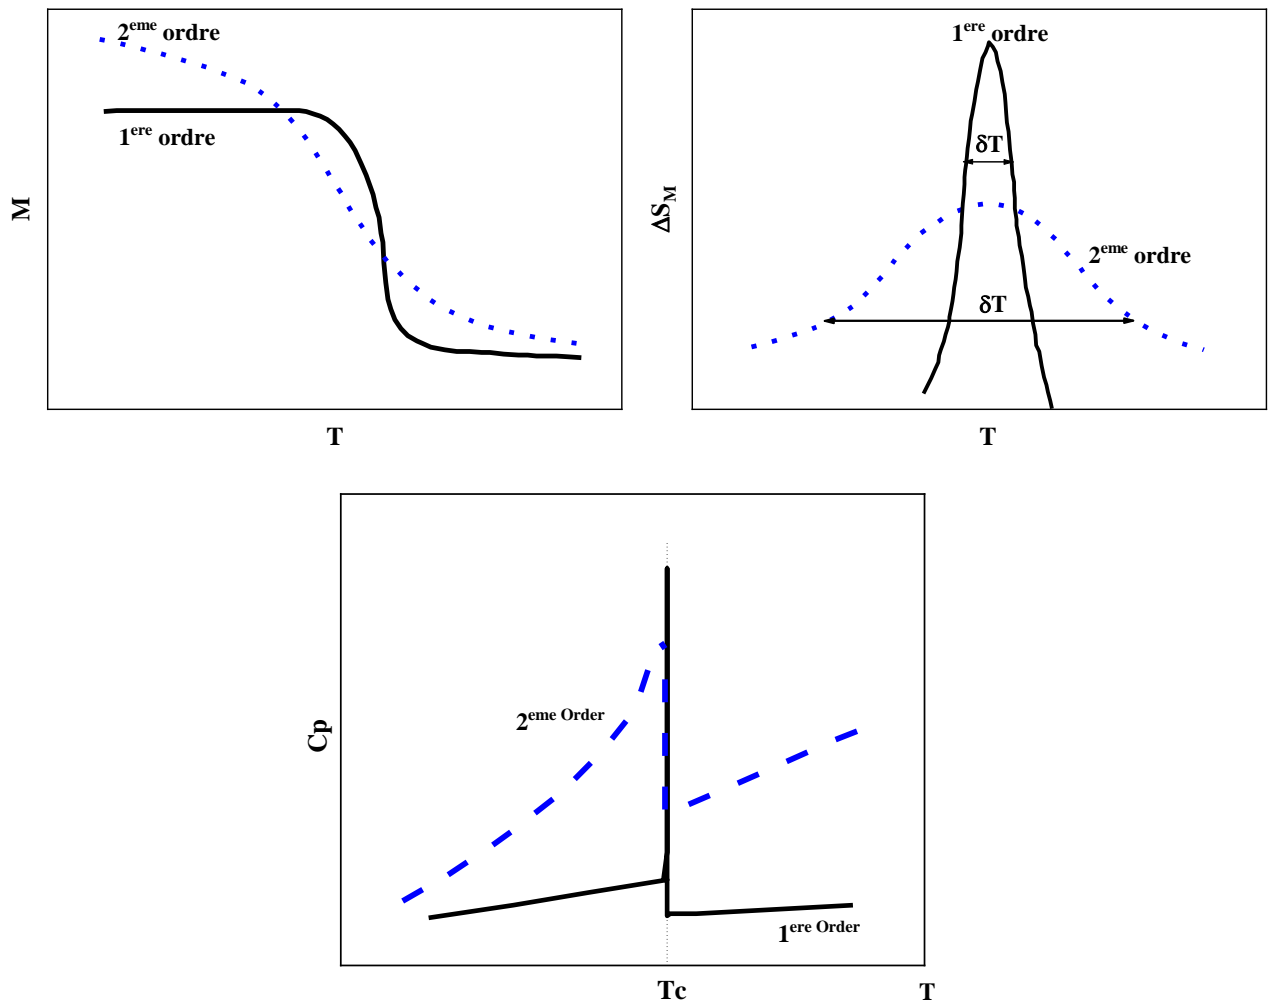 2eme ordre
1ere ordre
M
T
1ere ordre
δT
ΔSM
2eme ordre
δT
T
2eme Order
Cp
1ere Order
Tc
T